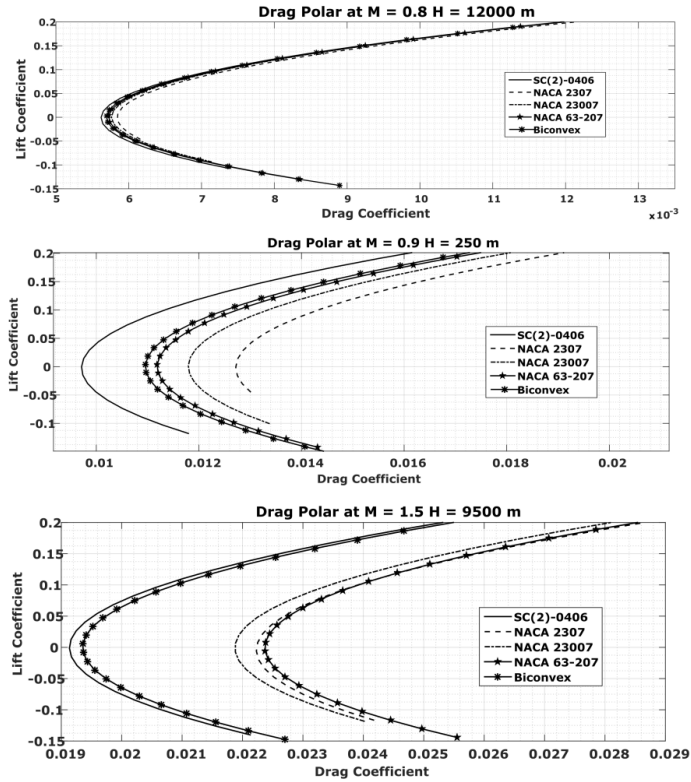 Drag Polar at M = 0.8 H = 12000 m
0.2
0.15
0.1
0.05
0
-0.05
-0.1
-0.15
Lift Coefficient
SC(2)-0406
NACA 2307
NACA 23007
NACA 63-207
Biconvex
5 6 7 8 9 10 11 12 13
×10⁻³
Drag Coefficient
Drag Polar at M = 0.9 H = 250 m
0.2
0.15
0.1
0.05
0
-0.05
-0.1
Lift Coefficient
SC(2)-0406
NACA 2307
NACA 23007
NACA 63-207
Biconvex
0.01 0.012 0.014 0.016 0.018 0.02
Drag Coefficient
Drag Polar at M = 1.5 H = 9500 m
0.2
0.15
0.1
0.05
0
-0.05
-0.1
-0.15
Lift Coefficient
SC(2)-0406
NACA 2307
NACA 23007
NACA 63-207
Biconvex
0.019 0.02 0.021 0.022 0.023 0.024 0.025 0.026 0.027 0.028 0.029
Drag Coefficient